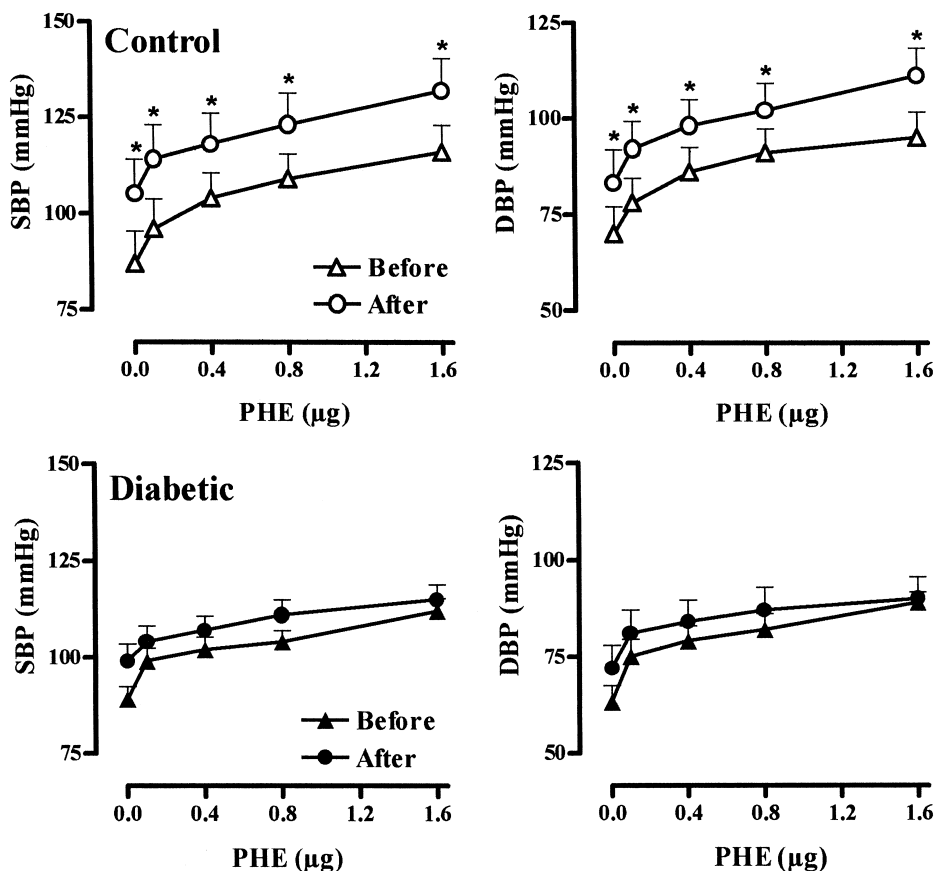 Control
150
125
100
75
SBP (mmHg)
* * * * *
Before
After
0.0 0.4 0.8 1.2 1.6
PHE (µg)
125
100
75
50
DBP (mmHg)
* * * * *
0.0 0.4 0.8 1.2 1.6
PHE (µg)
Diabetic
150
125
100
75
SBP (mmHg)
Before
After
0.0 0.4 0.8 1.2 1.6
PHE (µg)
125
100
75
50
DBP (mmHg)
0.0 0.4 0.8 1.2 1.6
PHE (µg)